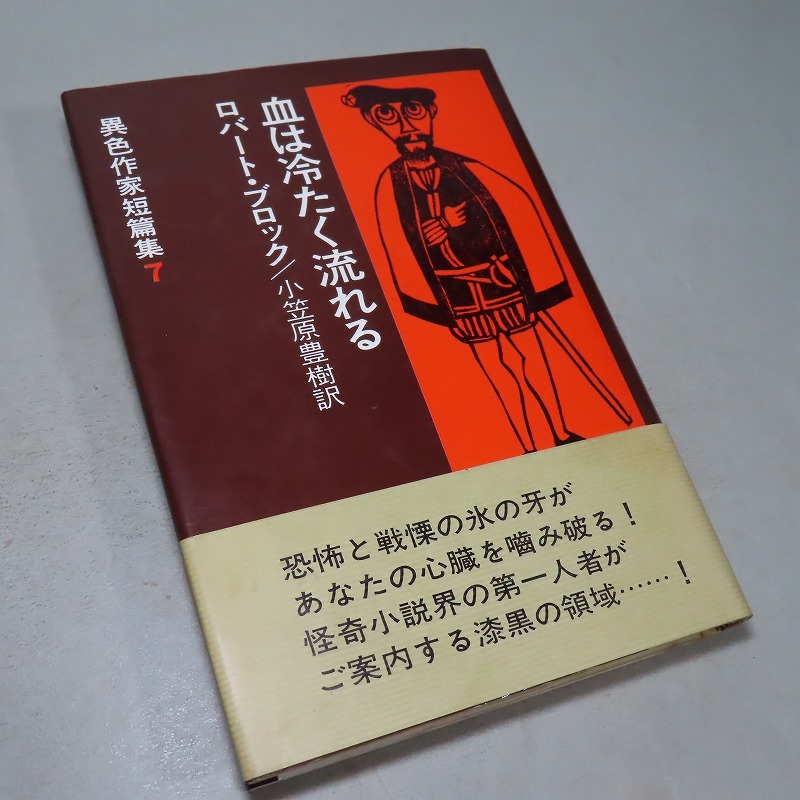 血は冷たく流れる
ロバート・ブロック/小笠原豊樹訳
異色作家短篇集7
恐怖と戦慄の氷の牙が
あなたの心臓を嚙み破る!
怪奇小説界の第一人者が
ご案内する漆黒の領域……!